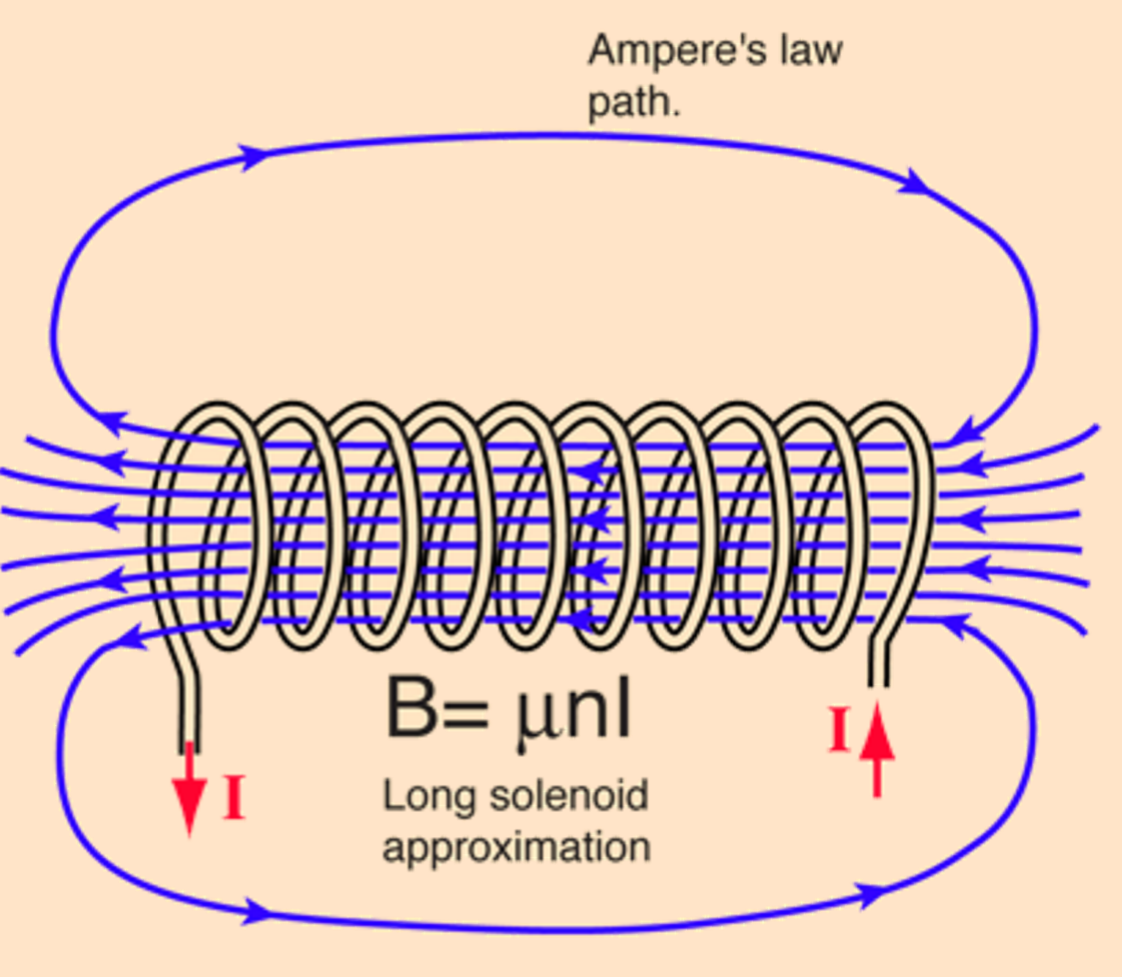 Ampere's law
path.
B= μnI
I
Long solenoid
approximation
I